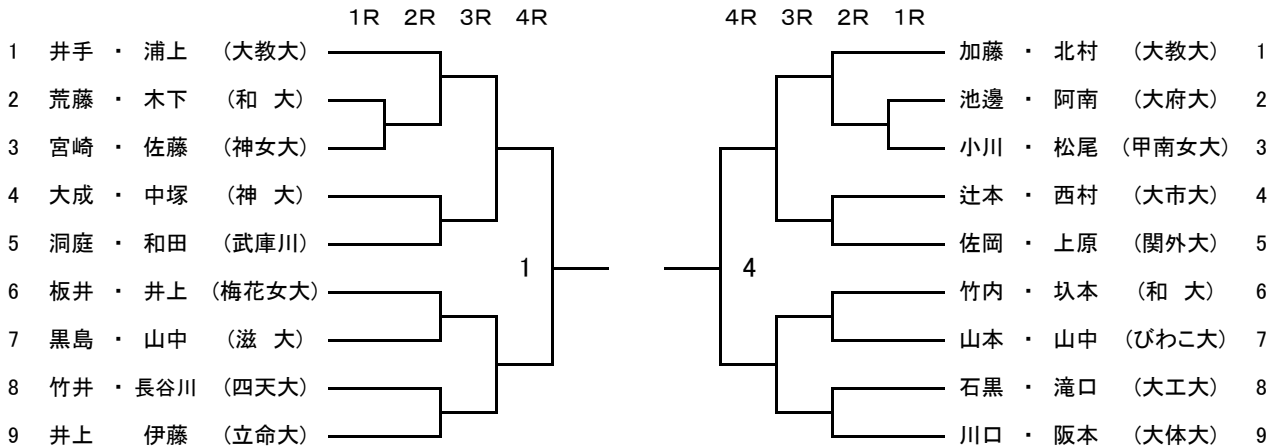 1R 2R 3R 4R
1 井手 ・ 浦上 (大教大)
2 荒藤 ・ 木下 (和 大)
3 宮崎 ・ 佐藤 (神女大)
4 大成 ・ 中塚 (神 大)
5 洞庭 ・ 和田 (武庫川)
1
6 板井 ・ 井上 (梅花女大)
7 黒島 ・ 山中 (滋 大)
8 竹井 ・ 長谷川 (四天大)
9 井上 伊藤 (立命大)
4R 3R 2R 1R
加藤 ・ 北村 (大教大) 1
池邊 ・ 阿南 (大府大) 2
小川 ・ 松尾 (甲南女大) 3
辻本 ・ 西村 (大市大) 4
佐岡 ・ 上原 (関外大) 5
4
竹内 ・ 圦本 (和 大) 6
山本 ・ 山中 (びわこ大) 7
石黒 ・ 滝口 (大工大) 8
川口 ・ 阪本 (大体大) 9